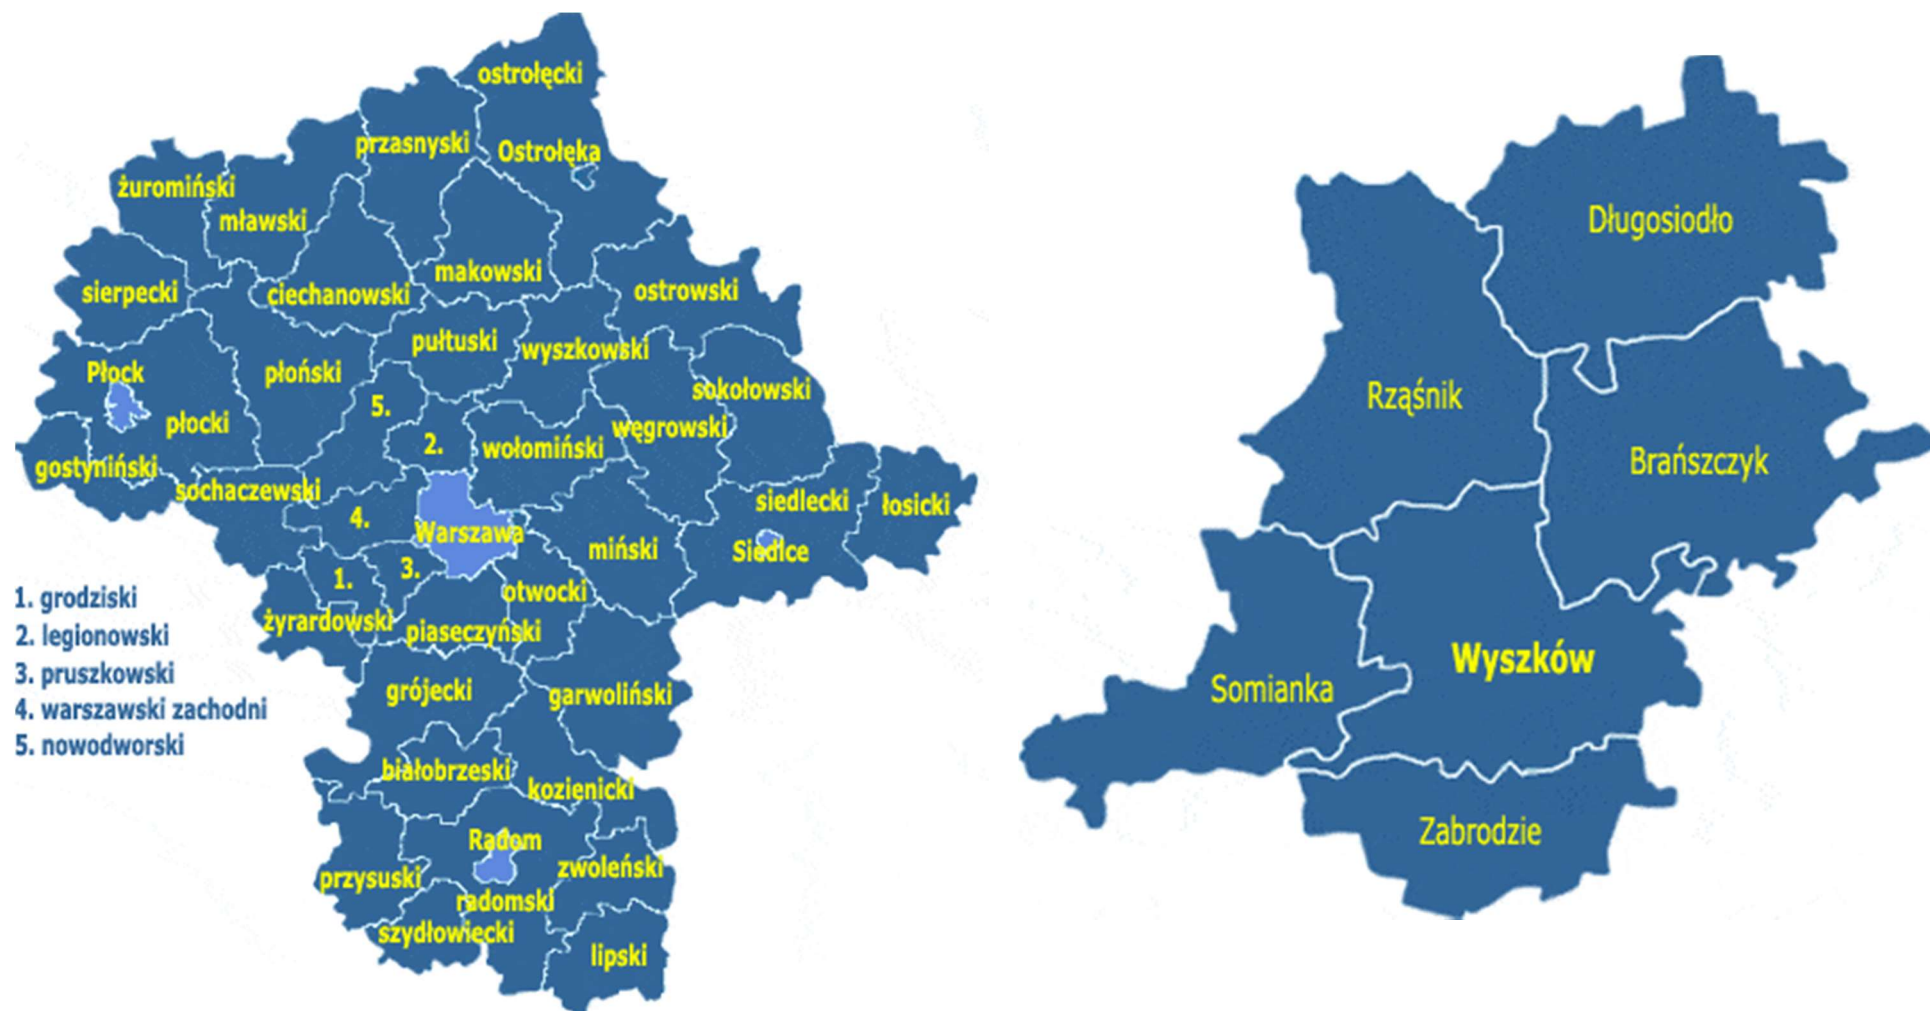 ostrołęcki
przasnyski
Ostrołęka
żuromiński
mławski
makowski
sierpecki
ciechanowski
ostrowski
pułtuski
wyszkowski
Płock
płoński
sokołowski
5.
płocki
węgrowski
2.
wołomiński
gostyniński
sochaczewski
siedlecki
łosicki
4.
Warszawa
miński
Siedlce
3.
1.
otwocki
żyrardowski
piaseczyński
grójecki
garwoliński
białobrzeski
kozienicki
Radom
zwoleński
przysuski
radomski
szydłowiecki
lipski
1. grodziski
2. legionowski
3. pruszkowski
4. warszawski zachodni
5. nowodworski
Długosiodło
Rząśnik
Brańszczyk
Wyszków
Somianka
Zabrodzie